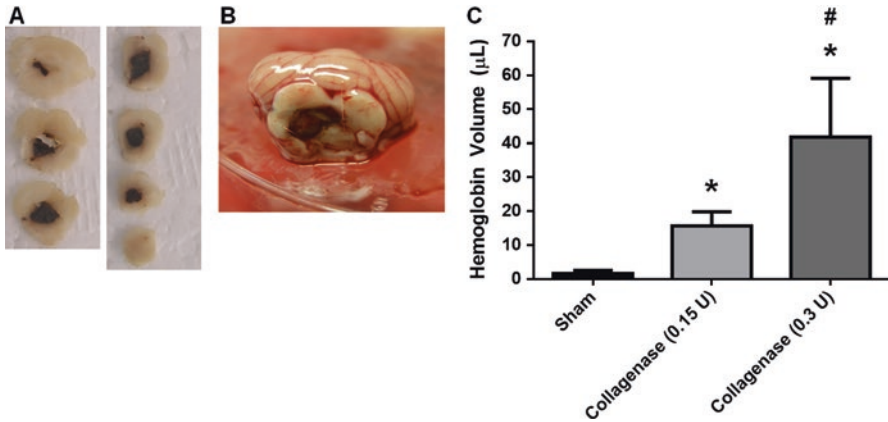 A
B
C
Hemoglobin Volume (µL)
70
60
50
40
30
20
10
0
*
#
*
Sham
Collagenase (0.15 U)
Collagenase (0.3 U)